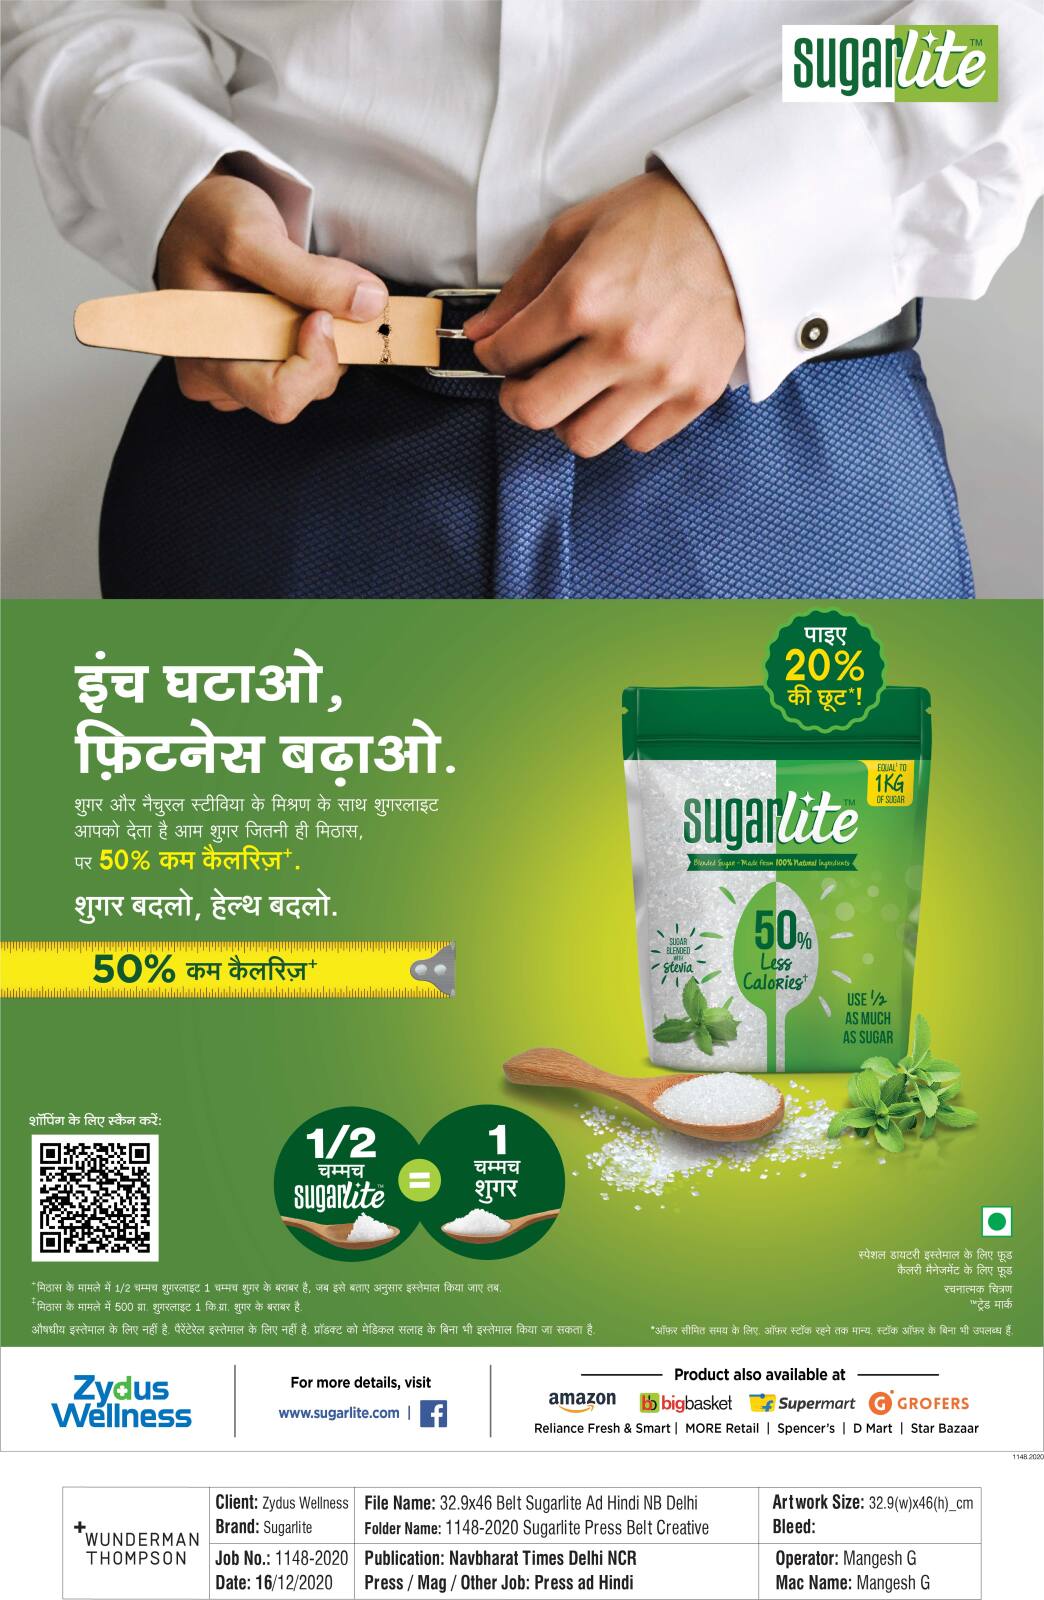 sugarlite™
पाइए
20%
की छूट*!
इंच घटाओ,
फ़िटनेस बढ़ाओ.
शुगर और नैचुरल स्टीविया के मिश्रण के साथ शुगरलाइट
आपको देता है आम शुगर जितनी ही मिठास,
पर 50% कम कैलरिज़+.
शुगर बदलो, हेल्थ बदलो.
50% कम कैलरिज़+
EQUAL‡ TO
1KG
OF SUGAR
sugarlite™
Blended Sugar - Made from 100% Natural Ingredients
50%
Less
Calories†
SUGAR
BLENDED
WITH
stevia
USE 1/2
AS MUCH
AS SUGAR
शॉपिंग के लिए स्कैन करें:
1/2
चम्मच
sugarlite™
=
1
चम्मच
शुगर
स्पेशल डायटरी इस्तेमाल के लिए फ़ूड
कैलरी मैनेजमेंट के लिए फ़ूड
रचनात्मक चित्रण
™ट्रेड मार्क
+मिठास के मामले में 1/2 चम्मच शुगरलाइट 1 चम्मच शुगर के बराबर है, जब इसे बताए अनुसार इस्तेमाल किया जाए तब.
‡मिठास के मामले में 500 ग्रा. शुगरलाइट 1 कि.ग्रा. शुगर के बराबर है.
औषधीय इस्तेमाल के लिए नहीं है. पैरेंटेरेल इस्तेमाल के लिए नहीं है. प्रॉडक्ट को मेडिकल सलाह के बिना भी इस्तेमाल किया जा सकता है.
*ऑफ़र सीमित समय के लिए. ऑफ़र स्टॉक रहने तक मान्य. स्टॉक ऑफ़र के बिना भी उपलब्ध हैं.
Zydus
Wellness
For more details, visit
www.sugarlite.com |
Product also available at
amazon bb bigbasket Supermart GROFERS
Reliance Fresh & Smart | MORE Retail | Spencer's | D Mart | Star Bazaar
1148.2020
WUNDERMAN
THOMPSON
Client: Zydus Wellness
Brand: Sugarlite
Job No.: 1148-2020
Date: 16/12/2020
File Name: 32.9x46 Belt Sugarlite Ad Hindi NB Delhi
Folder Name: 1148-2020 Sugarlite Press Belt Creative
Publication: Navbharat Times Delhi NCR
Press / Mag / Other Job: Press ad Hindi
Artwork Size: 32.9(w)x46(h)_cm
Bleed:
Operator: Mangesh G
Mac Name: Mangesh G